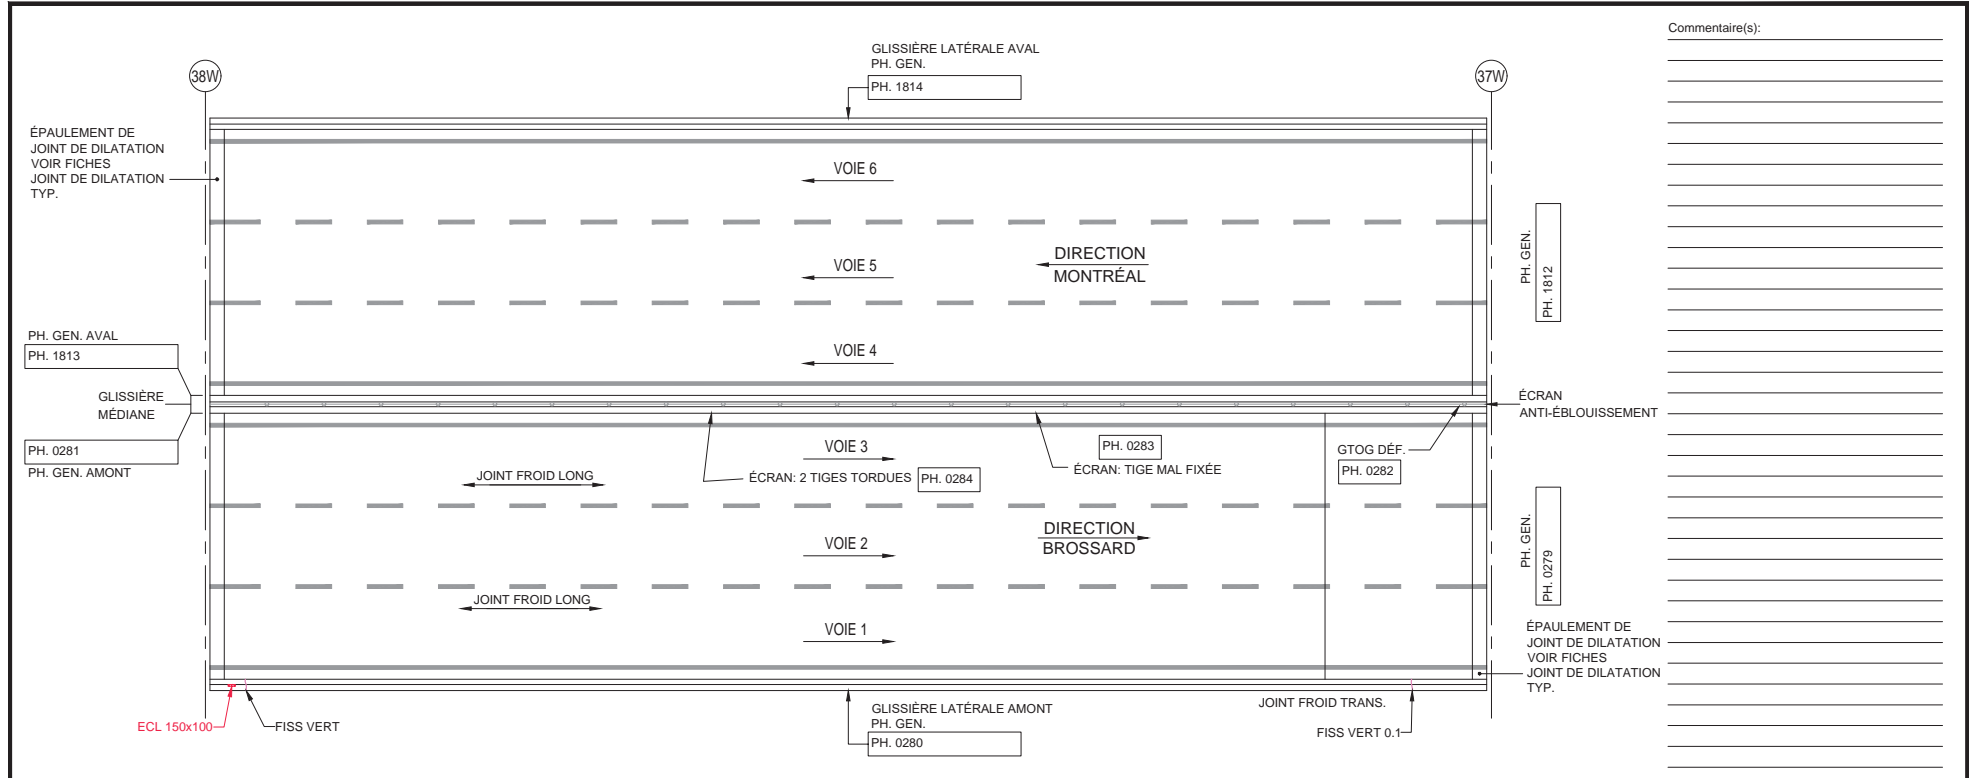 Commentaire(s):
GLISSIÈRE LATÉRALE AVAL
PH. GEN.
PH. 1814
38W
37W
ÉPAULEMENT DE
JOINT DE DILATATION
VOIR FICHES
JOINT DE DILATATION
TYP.
VOIE 6
VOIE 5
DIRECTION
MONTRÉAL
VOIE 4
PH. GEN.
PH. 1812
PH. GEN. AVAL
PH. 1813
GLISSIÈRE
MÉDIANE
PH. 0281
PH. GEN. AMONT
ÉCRAN
ANTI-ÉBLOUISSEMENT
VOIE 3
PH. 0283
ÉCRAN: TIGE MAL FIXÉE
GTOG DÉF.
PH. 0282
JOINT FROID LONG
ÉCRAN: 2 TIGES TORDUES
PH. 0284
DIRECTION
BROSSARD
VOIE 2
PH. GEN.
PH. 0279
JOINT FROID LONG
VOIE 1
ÉPAULEMENT DE
JOINT DE DILATATION
VOIR FICHES
JOINT DE DILATATION
TYP.
ECL 150x100
FISS VERT
GLISSIÈRE LATÉRALE AMONT
PH. GEN.
PH. 0280
JOINT FROID TRANS.
FISS VERT 0.1